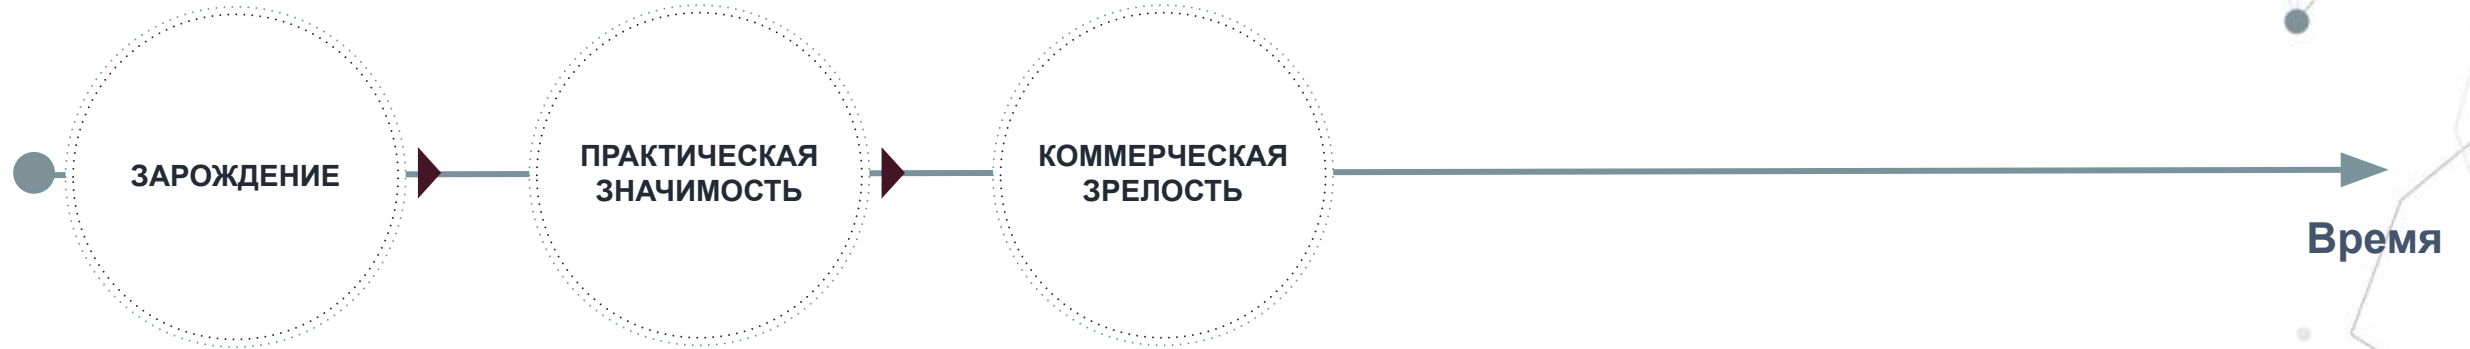 ЗАРОЖДЕНИЕ
ПРАКТИЧЕСКАЯ
ЗНАЧИМОСТЬ
КОММЕРЧЕСКАЯ
ЗРЕЛОСТЬ
Время